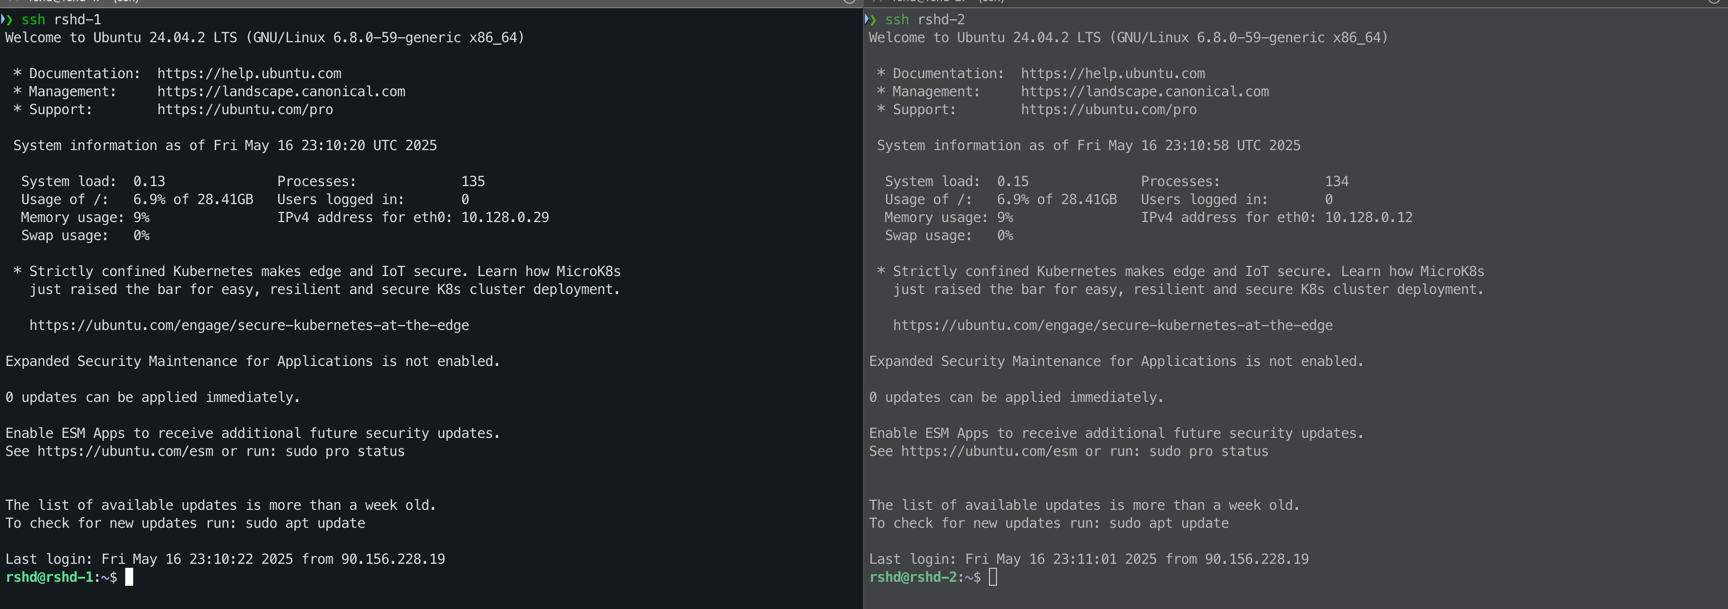 ❯ ssh rshd-1
Welcome to Ubuntu 24.04.2 LTS (GNU/Linux 6.8.0-59-generic x86_64)
* Documentation:  https://help.ubuntu.com
* Management:     https://landscape.canonical.com
* Support:        https://ubuntu.com/pro
System information as of Fri May 16 23:10:20 UTC 2025
System load:  0.13              Processes:             135
Usage of /:   6.9% of 28.41GB   Users logged in:       0
Memory usage: 9%                IPv4 address for eth0: 10.128.0.29
Swap usage:   0%
* Strictly confined Kubernetes makes edge and IoT secure. Learn how MicroK8s
just raised the bar for easy, resilient and secure K8s cluster deployment.
https://ubuntu.com/engage/secure-kubernetes-at-the-edge
Expanded Security Maintenance for Applications is not enabled.
0 updates can be applied immediately.
Enable ESM Apps to receive additional future security updates.
See https://ubuntu.com/esm or run: sudo pro status
The list of available updates is more than a week old.
To check for new updates run: sudo apt update
Last login: Fri May 16 23:10:22 2025 from 90.156.228.19
rshd@rshd-1:~$
❯ ssh rshd-2
Welcome to Ubuntu 24.04.2 LTS (GNU/Linux 6.8.0-59-generic x86_64)
* Documentation:  https://help.ubuntu.com
* Management:     https://landscape.canonical.com
* Support:        https://ubuntu.com/pro
System information as of Fri May 16 23:10:58 UTC 2025
System load:  0.15              Processes:             134
Usage of /:   6.9% of 28.41GB   Users logged in:       0
Memory usage: 9%                IPv4 address for eth0: 10.128.0.12
Swap usage:   0%
* Strictly confined Kubernetes makes edge and IoT secure. Learn how MicroK8s
just raised the bar for easy, resilient and secure K8s cluster deployment.
https://ubuntu.com/engage/secure-kubernetes-at-the-edge
Expanded Security Maintenance for Applications is not enabled.
0 updates can be applied immediately.
Enable ESM Apps to receive additional future security updates.
See https://ubuntu.com/esm or run: sudo pro status
The list of available updates is more than a week old.
To check for new updates run: sudo apt update
Last login: Fri May 16 23:11:01 2025 from 90.156.228.19
rshd@rshd-2:~$